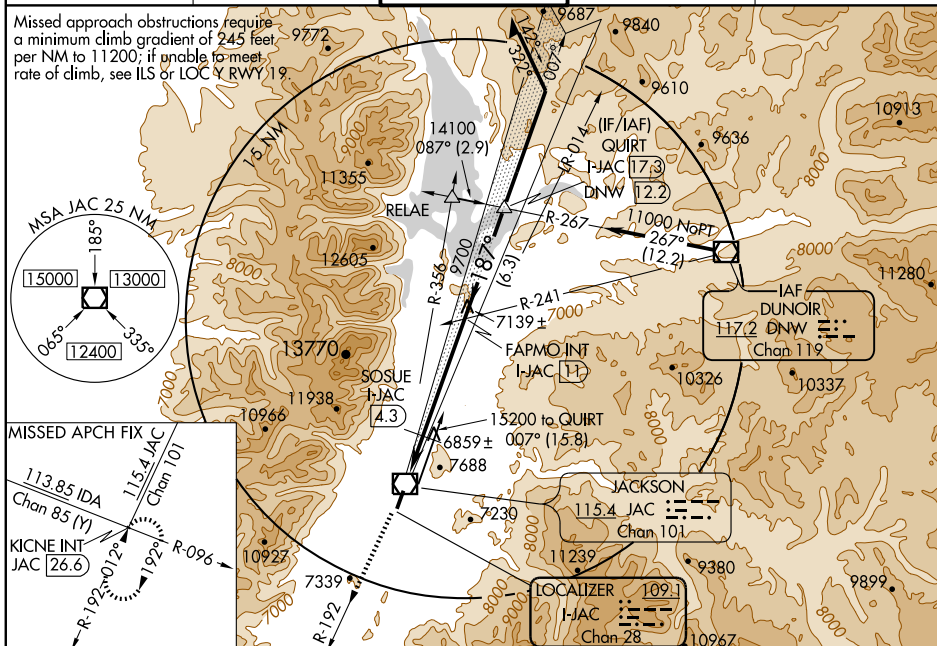 Missed approach obstructions require
a minimum climb gradient of 245 feet
per NM to 11200; if unable to meet
rate of climb, see ILS or LOC Y RWY 19.
9772
9687
9840
142°
322°
007°
9610
10913
15 NM
14100
087° (2.9)
R-014
(IF/IAF)
QUIRT
I-JAC 17.3
DNW 12.2
9636
8000
11355
RELAE
MSA JAC 25 NM
185°
15000
13000
065°
335°
12400
8000
12605
R-356
9700
187°
(6.3)
R-267
11000 NoPT
267°
(12.2)
R-241
7000
11280
IAF
DUNOIR
117.2 DNW
Chan 119
7139±
13770
FAPMO INT
I-JAC 11
7000
SOSUE
I-JAC
4.3
10326
10337
11938
10966
15200 to QUIRT
007° (15.8)
6859±
7688
MISSED APCH FIX
113.85 IDA
Chan 85 (Y)
115.4 JAC
Chan 101
KICNE INT
JAC 26.6
012°
192°
R-096
R-192
JACKSON
115.4 JAC
Chan 101
7230
10927
7339
R-192
11239
9380
9899
8000
7000
8000
9000
8000
LOCALIZER 109.1
I-JAC
Chan 28
10967